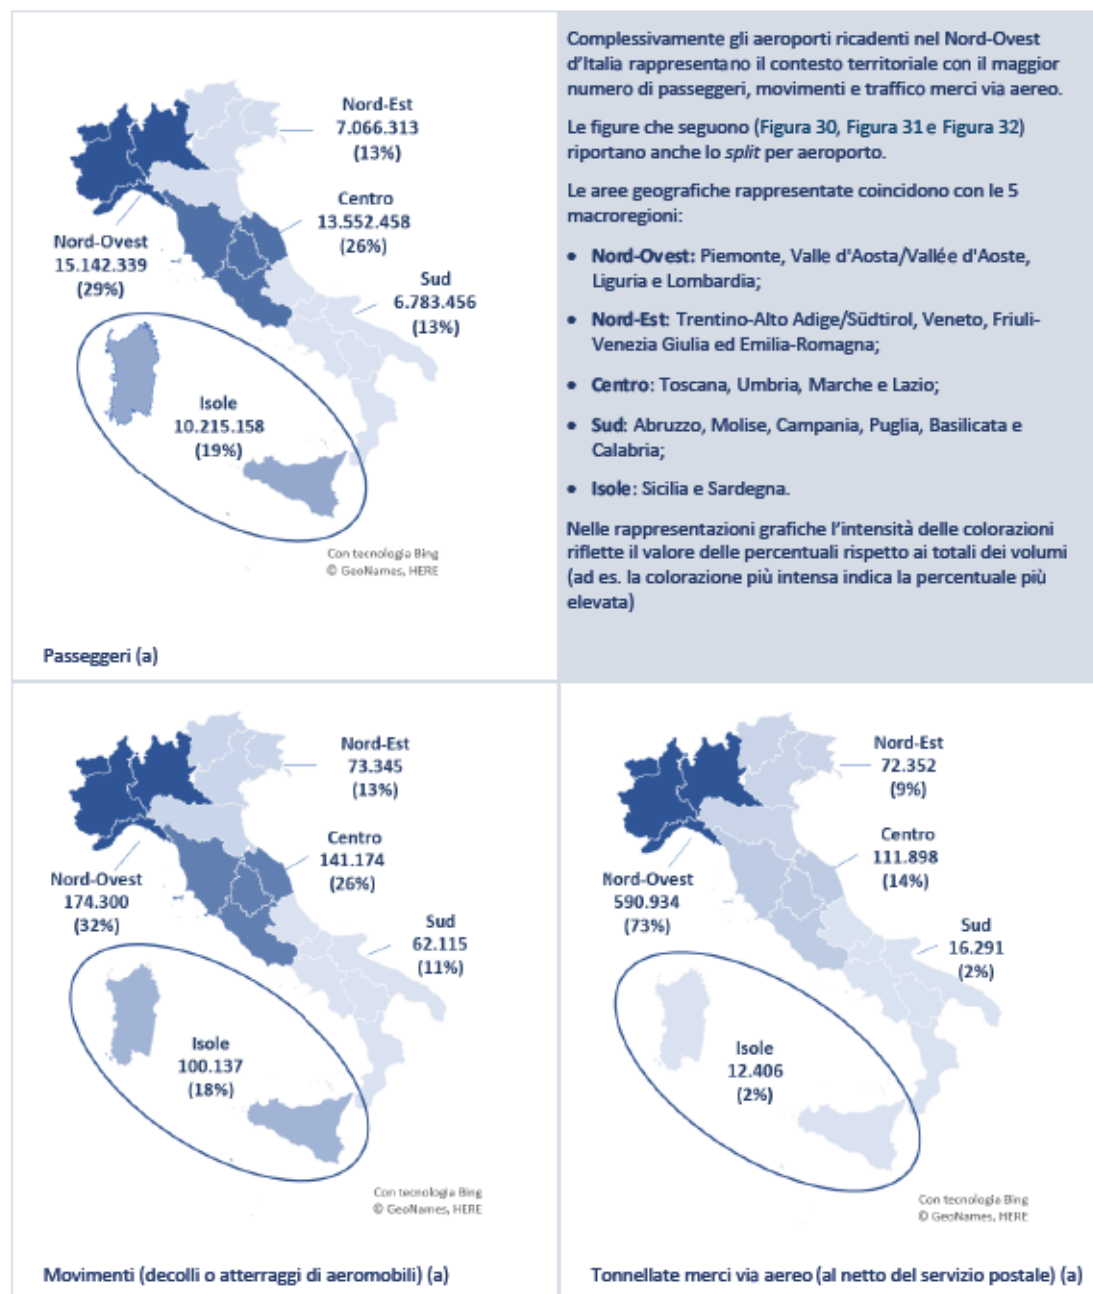 Nord-Est
7.066.313
(13%)
Centro
13.552.458
(26%)
Nord-Ovest
15.142.339
(29%)
Sud
6.783.456
(13%)
Isole
10.215.158
(19%)
Con tecnologia Bing
© GeoNames, HERE
Passeggeri (a)
Complessivamente gli aeroporti ricadenti nel Nord-Ovest
d'Italia rappresentano il contesto territoriale con il maggior
numero di passeggeri, movimenti e traffico merci via aereo.
Le figure che seguono (Figura 30, Figura 31 e Figura 32)
riportano anche lo split per aeroporto.
Le aree geografiche rappresentate coincidono con le 5
macroregioni:
• Nord-Ovest: Piemonte, Valle d'Aosta/Vallée d'Aoste,
Liguria e Lombardia;
• Nord-Est: Trentino-Alto Adige/Südtirol, Veneto, Friuli-
Venezia Giulia ed Emilia-Romagna;
• Centro: Toscana, Umbria, Marche e Lazio;
• Sud: Abruzzo, Molise, Campania, Puglia, Basilicata e
Calabria;
• Isole: Sicilia e Sardegna.
Nelle rappresentazioni grafiche l'intensità delle colorazioni
riflette il valore delle percentuali rispetto ai totali dei volumi
(ad es. la colorazione più intensa indica la percentuale più
elevata)
Nord-Est
73.345
(13%)
Centro
141.174
(26%)
Nord-Ovest
174.300
(32%)
Sud
62.115
(11%)
Isole
100.137
(18%)
Con tecnologia Bing
© GeoNames, HERE
Movimenti (decolli o atterraggi di aeromobili) (a)
Nord-Est
72.352
(9%)
Centro
111.898
(14%)
Nord-Ovest
590.934
(73%)
Sud
16.291
(2%)
Isole
12.406
(2%)
Con tecnologia Bing
© GeoNames, HERE
Tonnellate merci via aereo (al netto del servizio postale) (a)